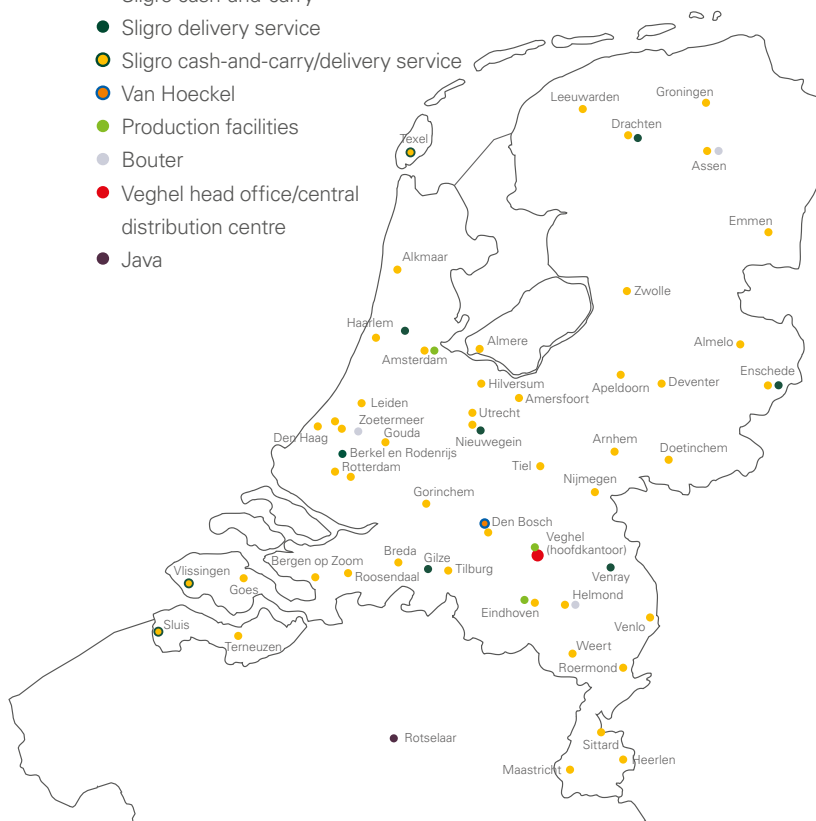 Sligro cash-and-carry
Sligro delivery service
Sligro cash-and-carry/delivery service
Van Hoeckel
Production facilities
Bouter
Veghel head office/central
distribution centre
Java
Leeuwarden
Groningen
Drachten
Texel
Assen
Emmen
Alkmaar
Zwolle
Haarlem
Almere
Almelo
Amsterdam
Enschede
Hilversum
Apeldoorn
Deventer
Amersfoort
Leiden
Utrecht
Zoetermeer
Den Haag
Gouda
Nieuwegein
Arnhem
Doetinchem
Berkel en Rodenrijs
Rotterdam
Tiel
Nijmegen
Gorinchem
Den Bosch
Veghel
(hoofdkantoor)
Breda
Gilze
Bergen op Zoom
Vlissingen
Tilburg
Roosendaal
Venray
Goes
Helmond
Eindhoven
Sluis
Venlo
Terneuzen
Weert
Roermond
Rotselaar
Sittard
Heerlen
Maastricht